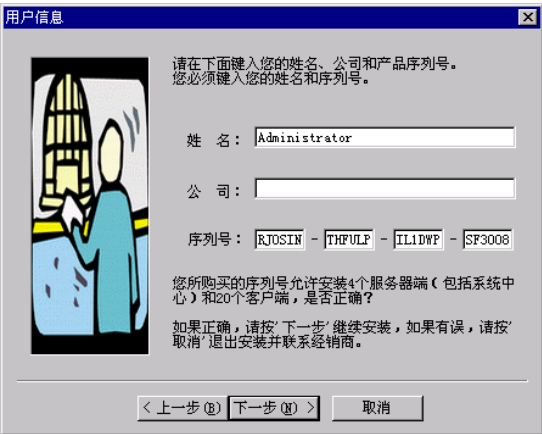 用户信息
请在下面键入您的姓名、公司和产品序列号。
您必须键入您的姓名和序列号。
姓 名： Administrator
公 司：
序列号： RJOSIN - THFULP - IL1DWP - SF3008
您所购买的序列号允许安装4个服务器端(包括系统中
心)和20个客户端，是否正确？
如果正确，请按'下一步'继续安装，如果有误，请按'
取消'退出安装并联系经销商。
< 上一步(B) 下一步(N) > 取消